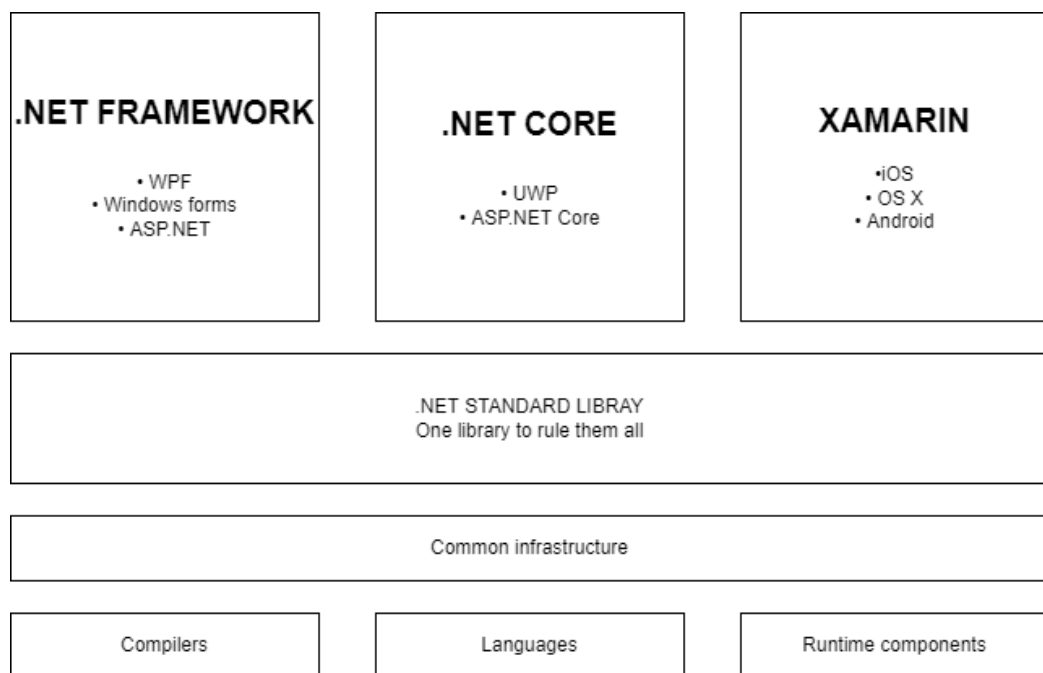 .NET FRAMEWORK
• WPF
• Windows forms
• ASP.NET
.NET CORE
• UWP
• ASP.NET Core
XAMARIN
•iOS
• OS X
• Android
.NET STANDARD LIBRAY
One library to rule them all
Common infrastructure
Compilers
Languages
Runtime components